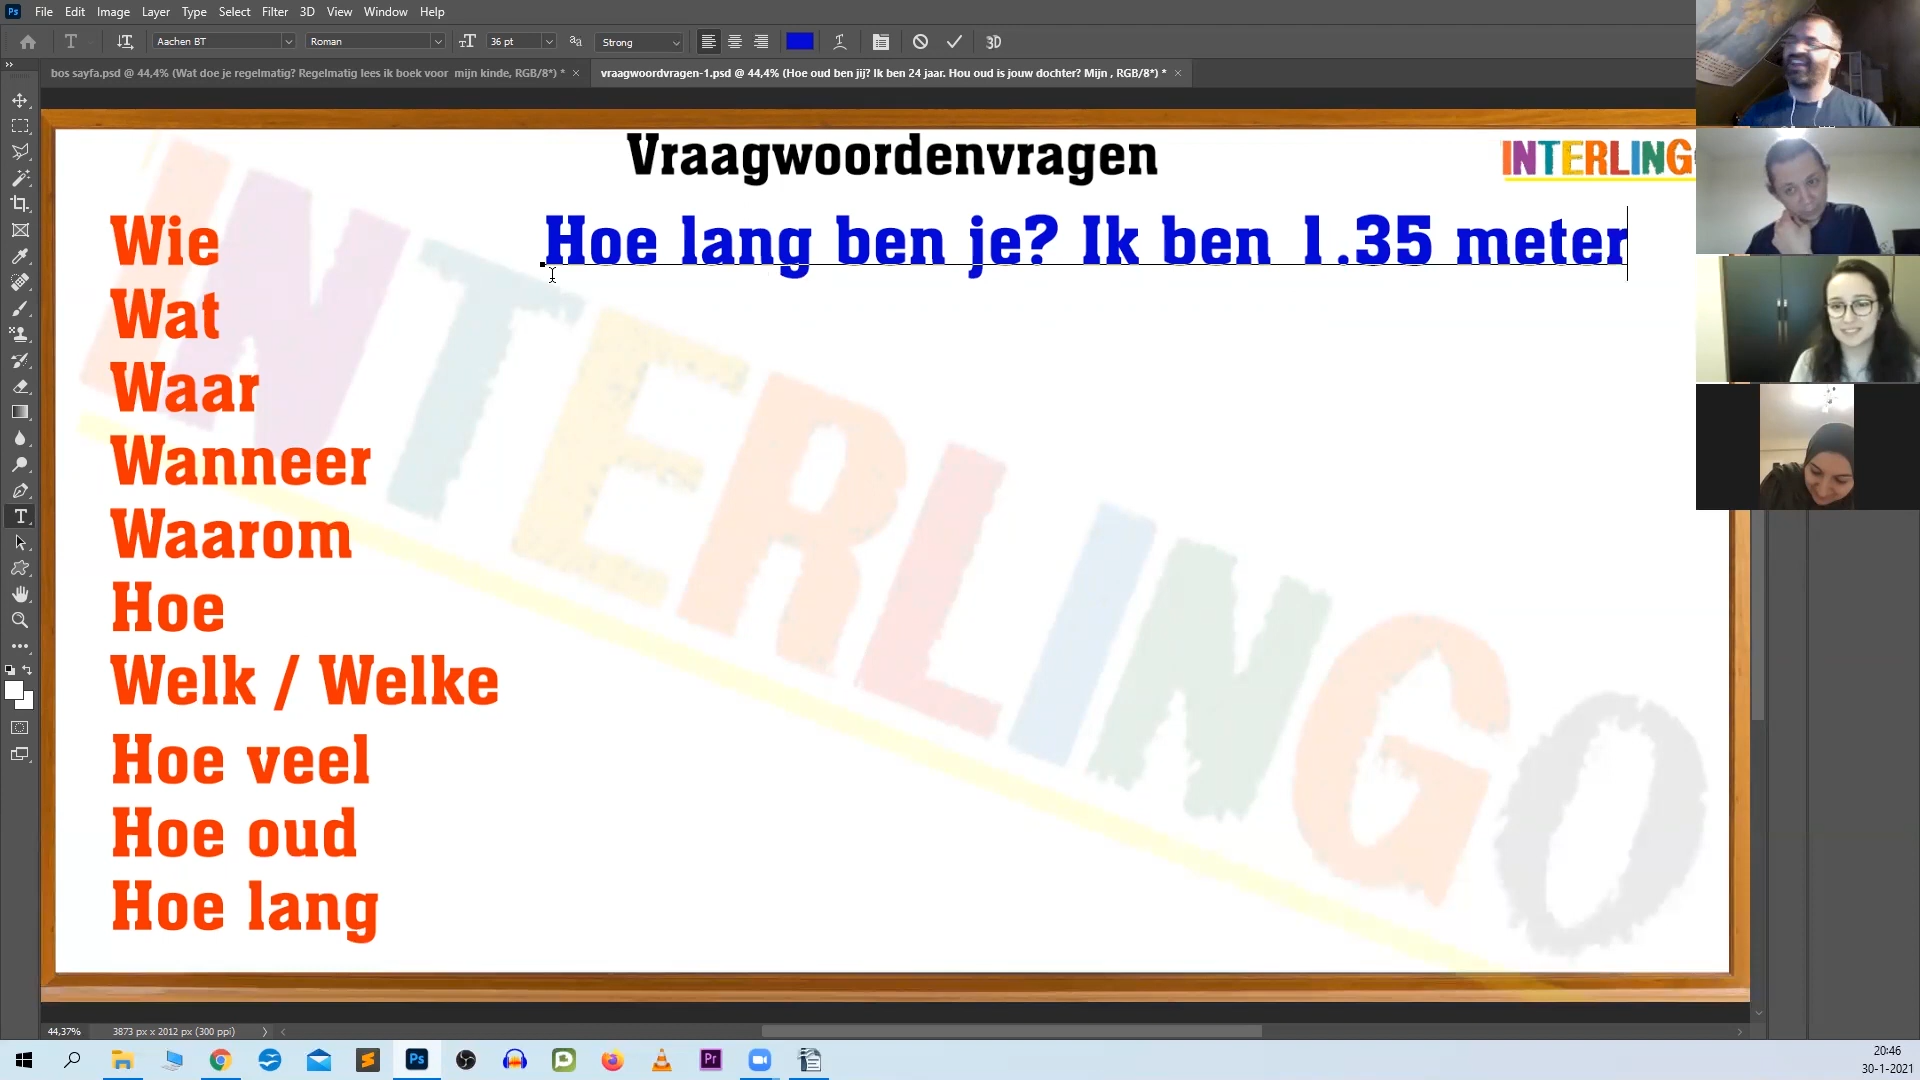 File Edit Image Layer Type Select Filter 3D View Window Help
Aachen BT Roman 36 pt Strong 3D
bos sayfa.psd @ 44,4% (Wat doe je regelmatig? Regelmatig lees ik boek voor  mijn kinde, RGB/8*) *
vraagwoordvragen-1.psd @ 44,4% (Hoe oud ben jij? Ik ben 24 jaar. Hou oud is jouw dochter? Mijn , RGB/8*) *
Vraagwoordenvragen
INTERLINGO
Wie
Hoe lang ben je? Ik ben 1.35 meter
Wat
Waar
Wanneer
Waarom
Hoe
Welk / Welke
Hoe veel
Hoe oud
Hoe lang
INTERLINGO
44,37% 3873 px x 2012 px (300 ppi)
20:46
30-1-2021